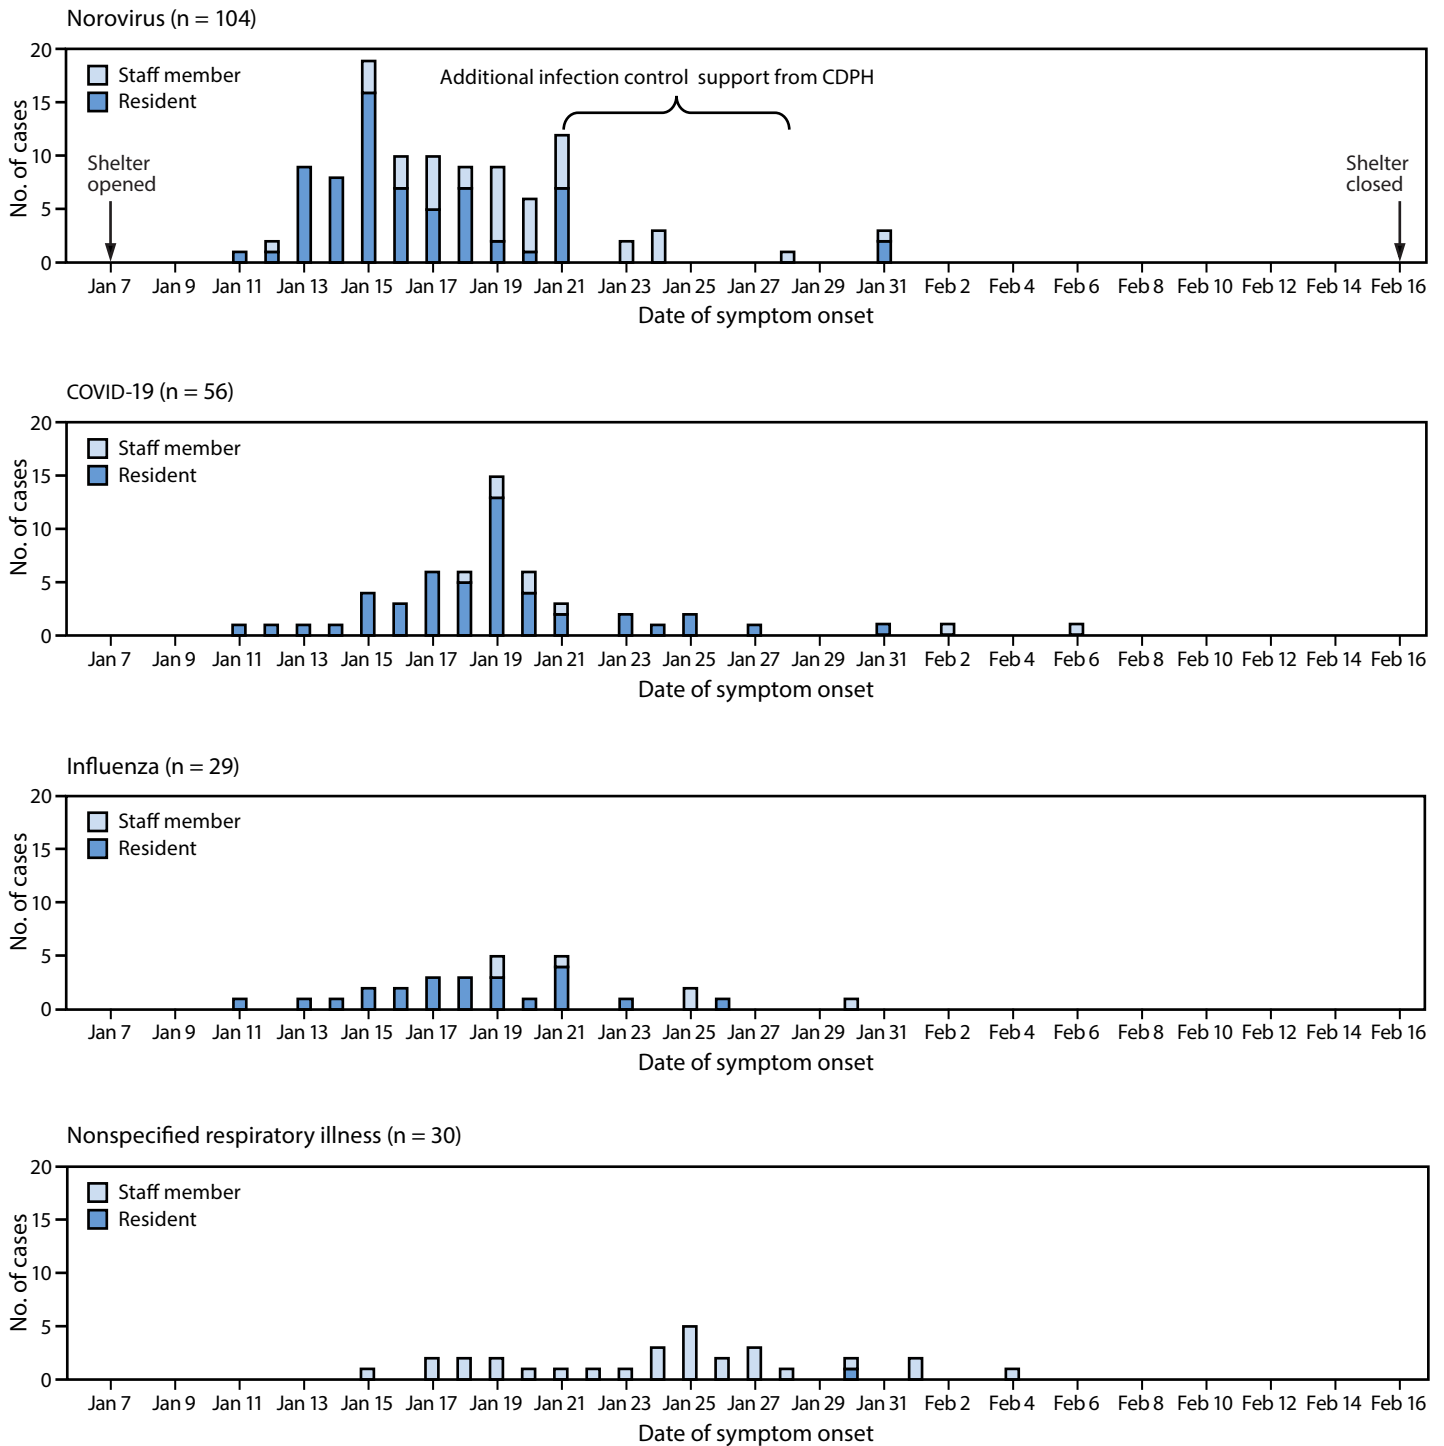 Norovirus (n = 104)
No. of cases
20
15
10
5
0
Staff member
Resident
Additional infection control support from CDPH
Shelter
opened
Shelter
closed
Jan 7 Jan 9 Jan 11 Jan 13 Jan 15 Jan 17 Jan 19 Jan 21 Jan 23 Jan 25 Jan 27 Jan 29 Jan 31 Feb 2 Feb 4 Feb 6 Feb 8 Feb 10 Feb 12 Feb 14 Feb 16
Date of symptom onset
COVID-19 (n = 56)
No. of cases
20
15
10
5
0
Staff member
Resident
Jan 7 Jan 9 Jan 11 Jan 13 Jan 15 Jan 17 Jan 19 Jan 21 Jan 23 Jan 25 Jan 27 Jan 29 Jan 31 Feb 2 Feb 4 Feb 6 Feb 8 Feb 10 Feb 12 Feb 14 Feb 16
Date of symptom onset
Influenza (n = 29)
No. of cases
20
15
10
5
0
Staff member
Resident
Jan 7 Jan 9 Jan 11 Jan 13 Jan 15 Jan 17 Jan 19 Jan 21 Jan 23 Jan 25 Jan 27 Jan 29 Jan 31 Feb 2 Feb 4 Feb 6 Feb 8 Feb 10 Feb 12 Feb 14 Feb 16
Date of symptom onset
Nonspecified respiratory illness (n = 30)
No. of cases
20
15
10
5
0
Staff member
Resident
Jan 7 Jan 9 Jan 11 Jan 13 Jan 15 Jan 17 Jan 19 Jan 21 Jan 23 Jan 25 Jan 27 Jan 29 Jan 31 Feb 2 Feb 4 Feb 6 Feb 8 Feb 10 Feb 12 Feb 14 Feb 16
Date of symptom onset